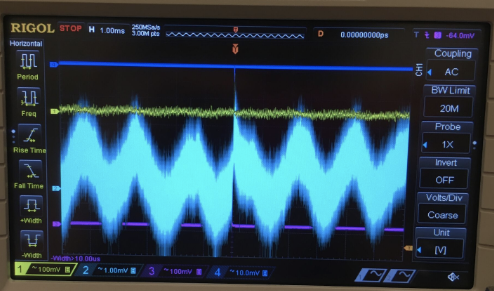 RIGOL STOP H 1.00ms 250MSa/s 3.00M pts D 0.00000000ps T -64.0mV
Horizontal
Period
Freq
Rise Time
Fall Time
+Width
-Width
CH1
Coupling
AC
BW Limit
20M
Probe
1X
Invert
OFF
Volts/Div
Coarse
Unit
[V]
-Width>10.00us
1 ~ 100mV 2 ~ 1.00mV 3 ~ 100mV 4 ~ 10.0mV